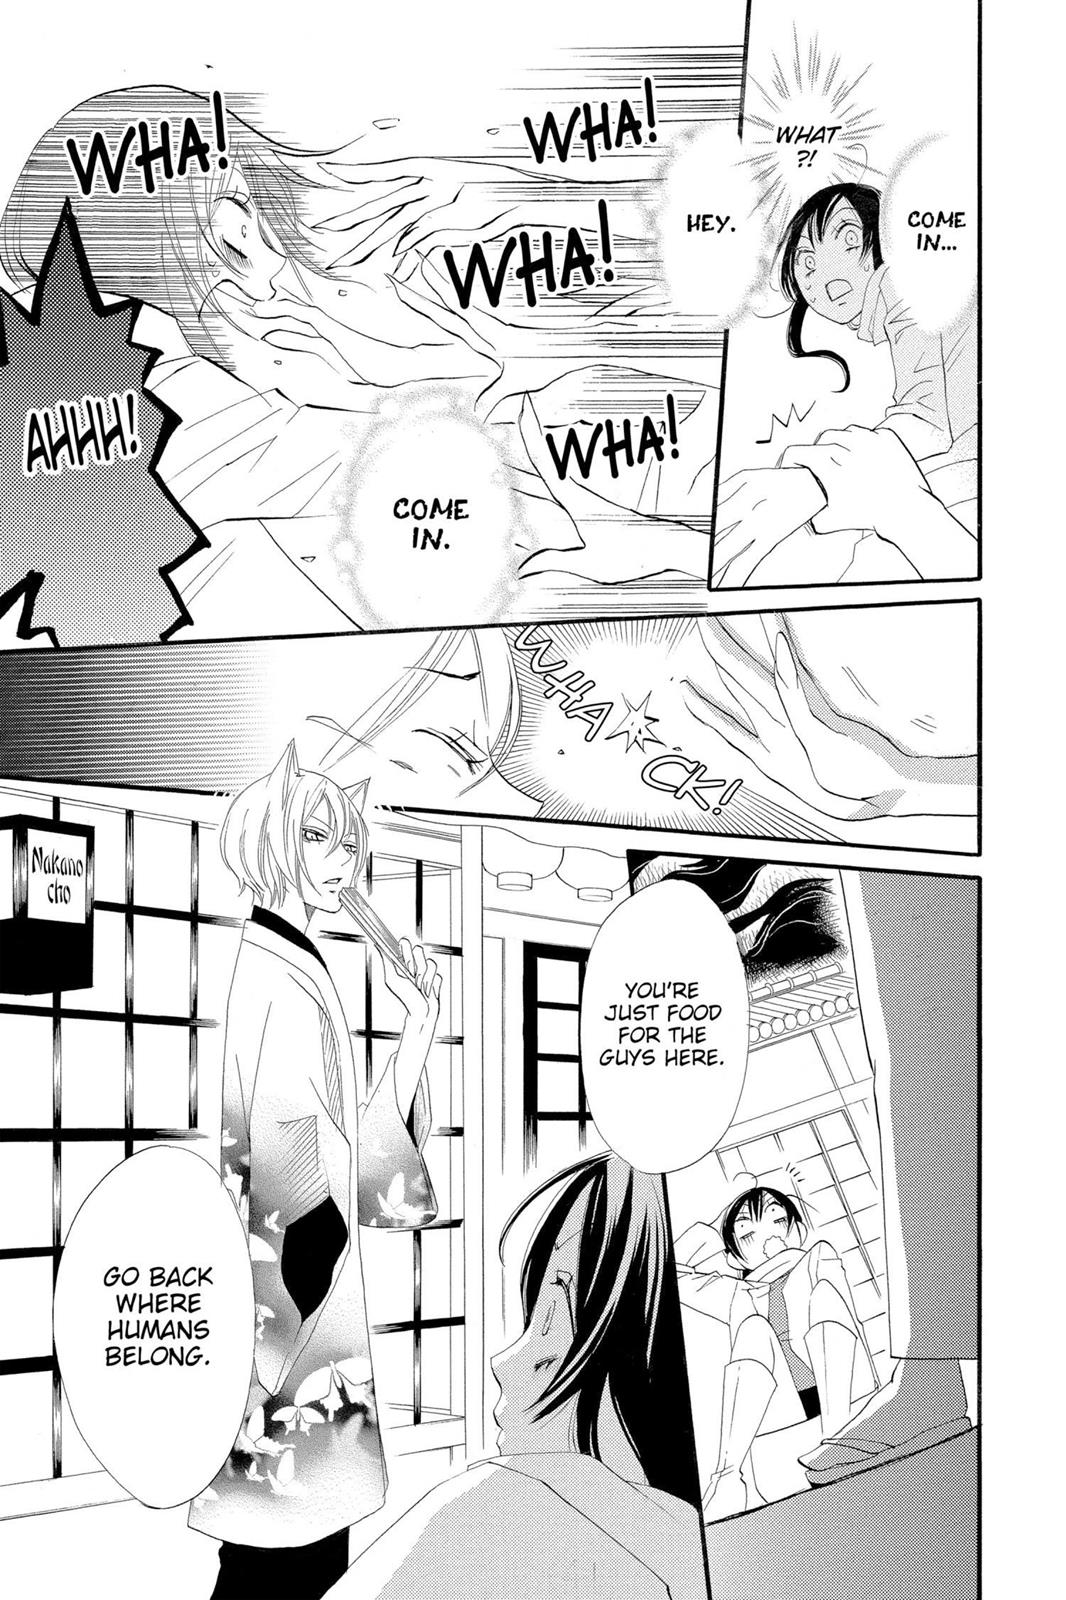 COME
IN...
WHAT
?!
HEY.
WHA!
WHA!
WHA!
WHA!
COME
IN.
AHHH!
WHA
CK!
YOU'RE
JUST FOOD
FOR THE
GUYS HERE.
Nakano
cho
GO BACK
WHERE
HUMANS
BELONG.